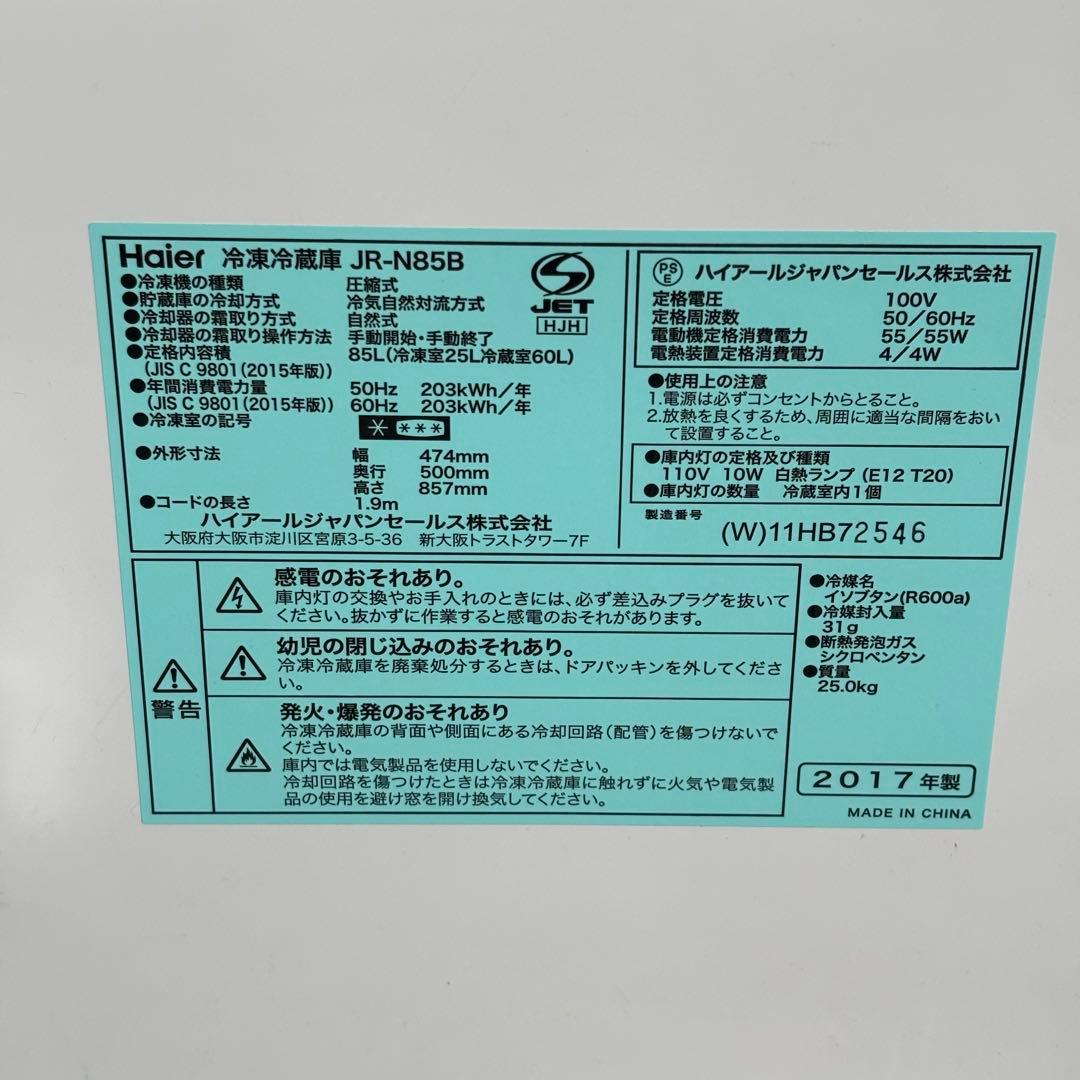 Haier 冷凍冷蔵庫 JR-N85B
●冷凍機の種類 圧縮式
●貯蔵庫の冷却方式 冷気自然対流方式
●冷却器の霜取り方式 自然式
●冷却器の霜取り操作方法 手動開始・手動終了
●定格内容積 85L(冷凍室25L冷蔵室60L)
(JIS C 9801(2015年版))
●年間消費電力量 50Hz 203kWh/年
(JIS C 9801(2015年版)) 60Hz 203kWh/年
●冷凍室の記号 * ***
●外形寸法 幅 474mm
奥行 500mm
高さ 857mm
●コードの長さ 1.9m
ハイアールジャパンセールス株式会社
大阪府大阪市淀川区宮原3-5-36 新大阪トラストタワー7F
S
JET
HJH
PSE ハイアールジャパンセールス株式会社
定格電圧 100V
定格周波数 50/60Hz
電動機定格消費電力 55/55W
電熱装置定格消費電力 4/4W
●使用上の注意
1.電源は必ずコンセントからとること。
2.放熱を良くするため、周囲に適当な間隔をおい
て設置すること。
●庫内灯の定格及び種類
110V 10W 白熱ランプ(E12 T20)
●庫内灯の数量 冷蔵室内1個
製造番号
(W)11HB72546
警告
感電のおそれあり。
庫内灯の交換やお手入れのときには、必ず差込みプラグを抜いて
ください。抜かずに作業すると感電のおそれがあります。
幼児の閉じ込みのおそれあり。
冷凍冷蔵庫を廃棄処分するときは、ドアパッキンを外してくださ
い。
発火・爆発のおそれあり
冷凍冷蔵庫の背面や側面にある冷却回路(配管)を傷つけないで
ください。
庫内では電気製品を使用しないでください。
冷却回路を傷つけたときは冷凍冷蔵庫に触れずに火気や電気製
品の使用を避け窓を開け換気してください。
●冷媒名
イソブタン(R600a)
●冷媒封入量
31g
●断熱発泡ガス
シクロペンタン
●質量
25.0kg
2017年製
MADE IN CHINA